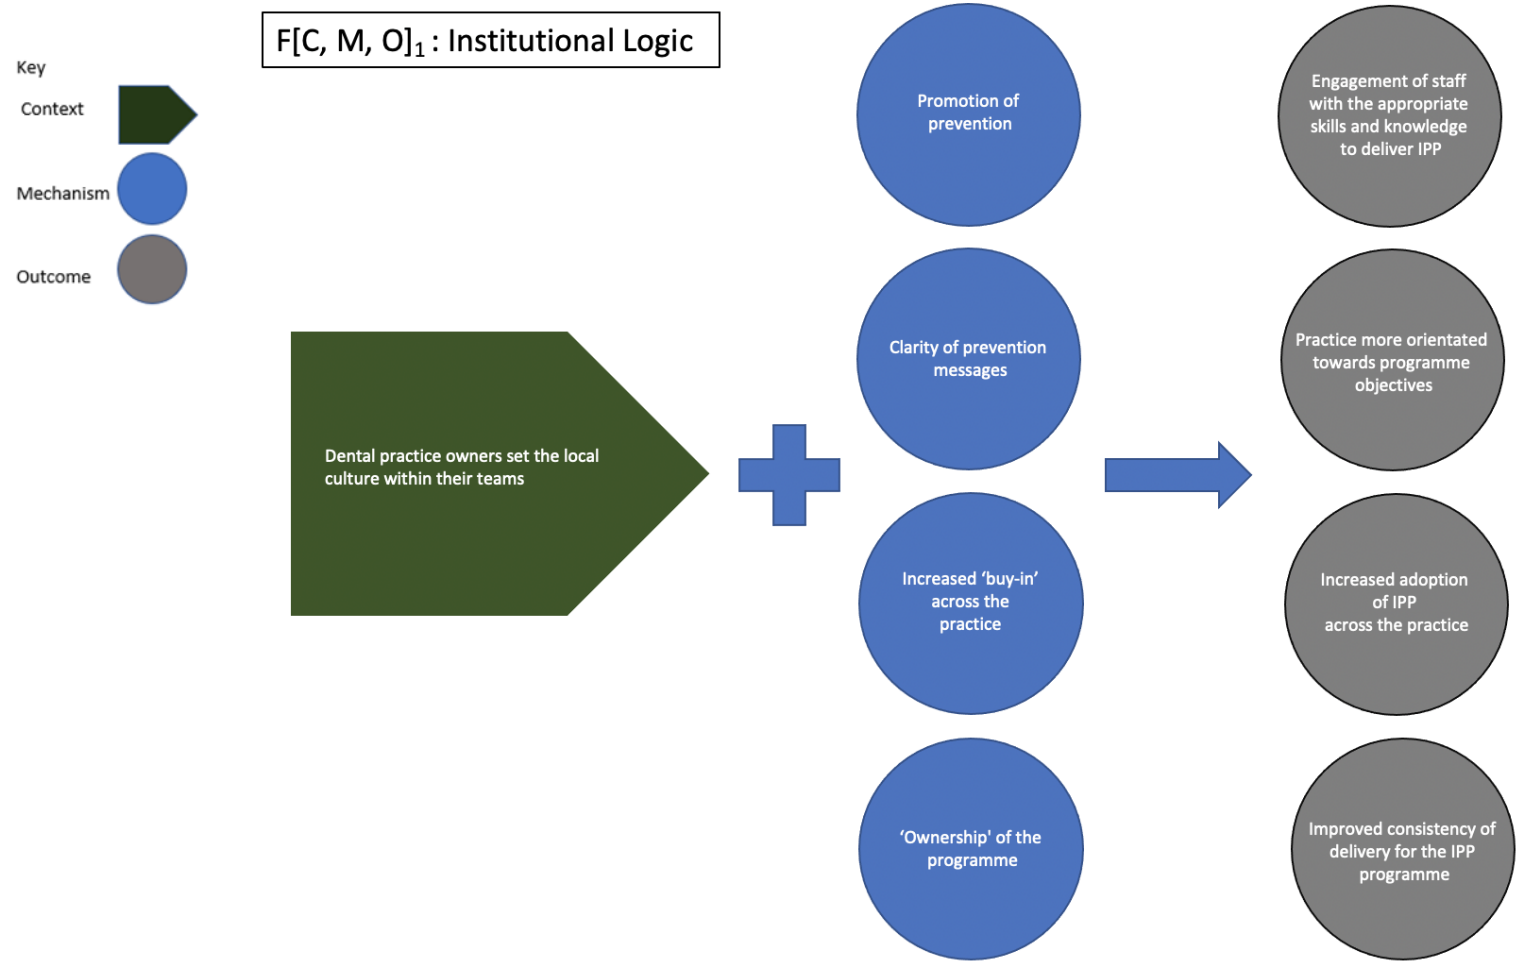 F[C, M, O]1 : Institutional Logic
Key
Context
Mechanism
Outcome
Dental practice owners set the local
culture within their teams
Promotion of
prevention
Clarity of prevention
messages
Increased ‘buy-in’
across the
practice
‘Ownership' of the
programme
Engagement of staff
with the appropriate
skills and knowledge
to deliver IPP
Practice more orientated
towards programme
objectives
Increased adoption
of IPP
across the practice
Improved consistency of
delivery for the IPP
programme